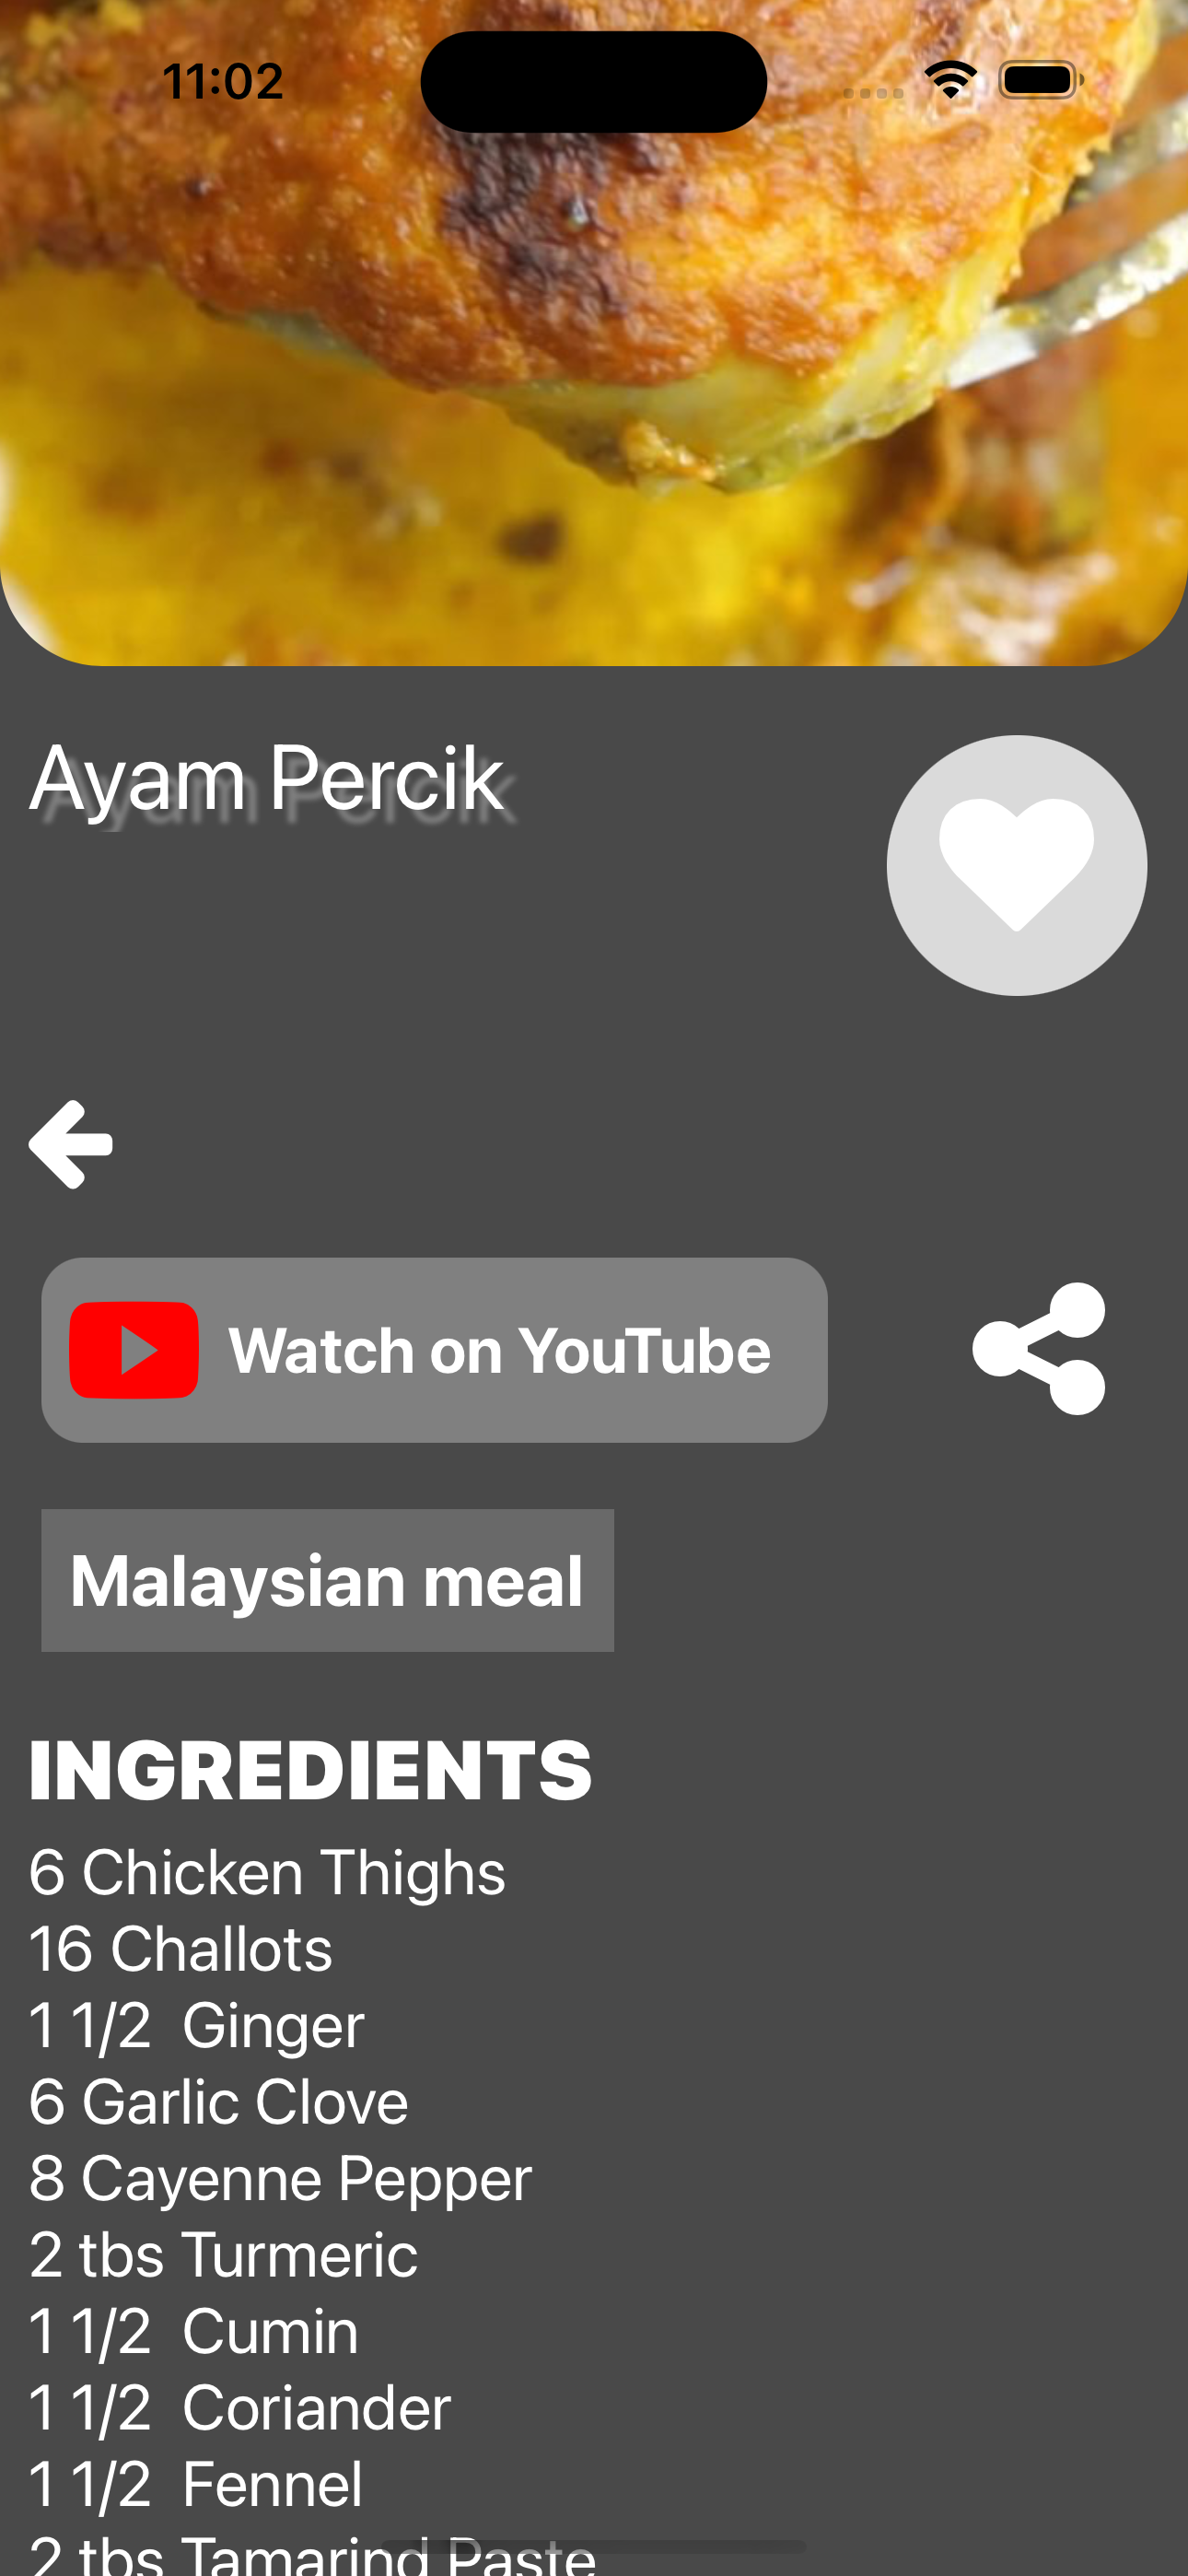 11:02
Ayam Percik
Watch on YouTube
Malaysian meal
INGREDIENTS
6 Chicken Thighs
16 Challots
1 1/2  Ginger
6 Garlic Clove
8 Cayenne Pepper
2 tbs Turmeric
1 1/2  Cumin
1 1/2  Coriander
1 1/2  Fennel
2 tbs Tamarind Paste